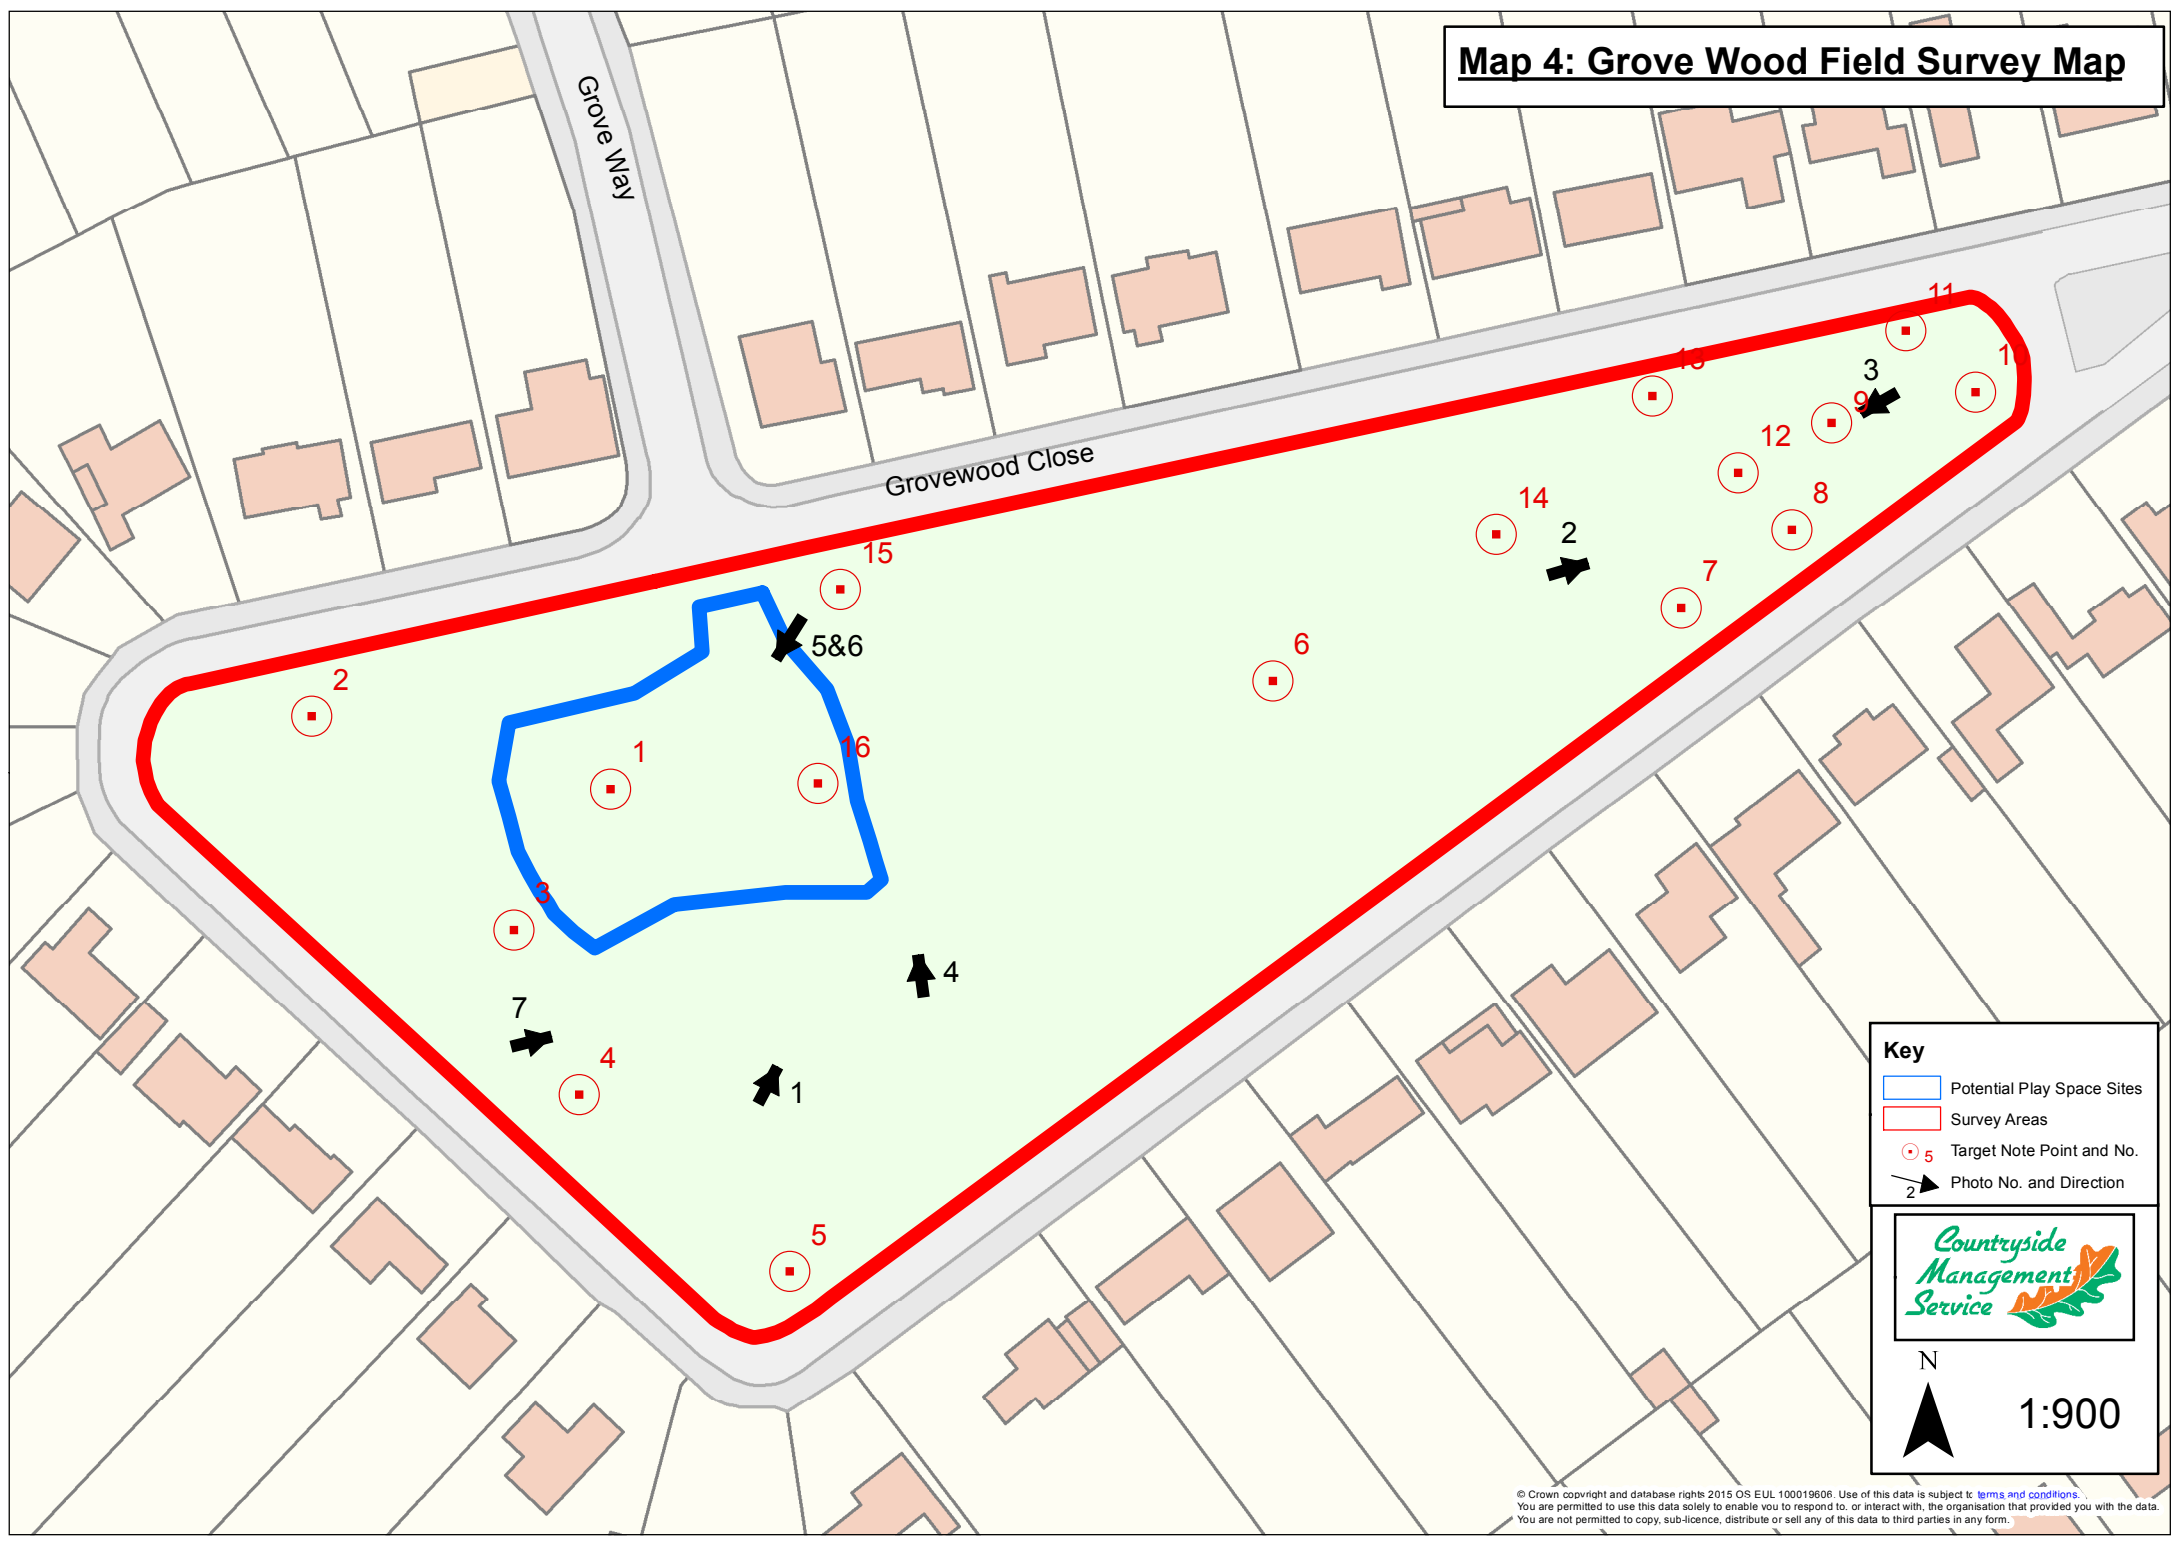 Map 4: Grove Wood Field Survey Map
Grove Way
Grovewood Close
11
10
3
13
9
12
8
14
2
7
15
5&6
6
2
1
16
3
4
7
4
1
5
Key
Potential Play Space Sites
Survey Areas
5 Target Note Point and No.
2 Photo No. and Direction
Countryside
Management
Service
N
1:900
© Crown copyright and database rights 2015 OS EUL 100019606. Use of this data is subject to terms and conditions.
You are permitted to use this data solely to enable you to respond to, or interact with, the organisation that provided you with the data.
You are not permitted to copy, sub-licence, distribute or sell any of this data to third parties in any form.